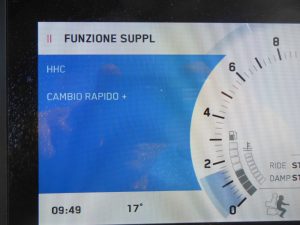 FUNZIONE SUPPL
HHC
CAMBIO RAPIDO +
8
6
4
2
0
RIDE: ST
DAMP:ST
09:49
17°